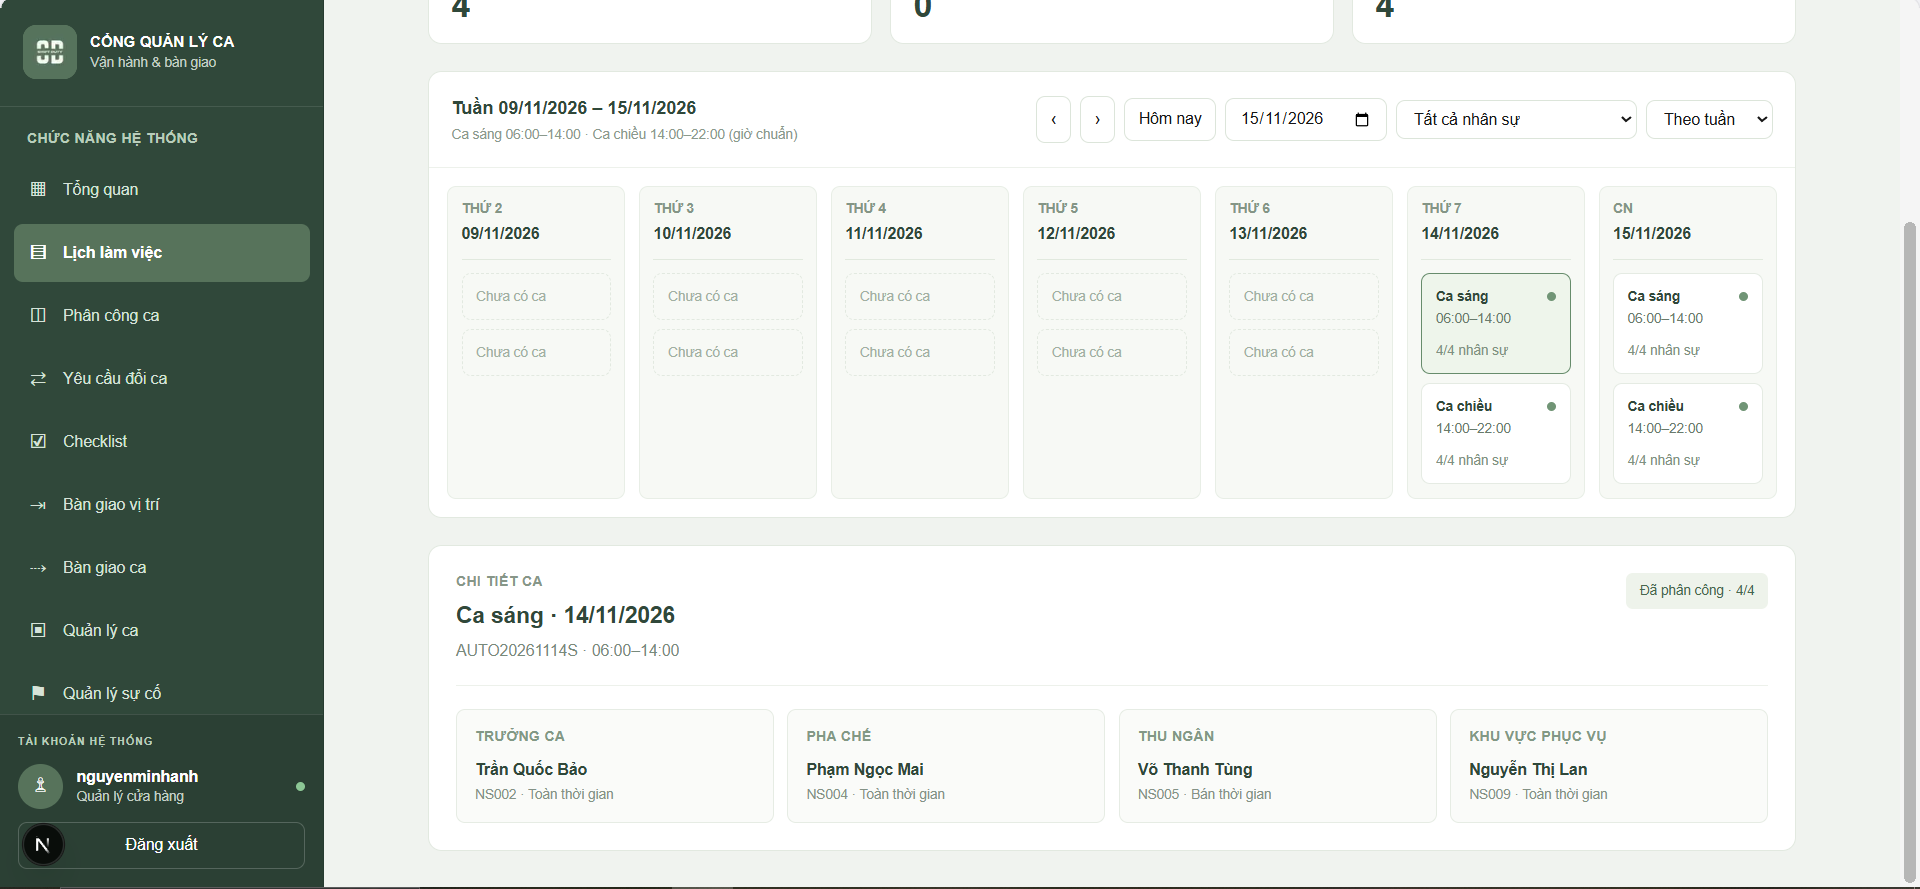 CỔNG QUẢN LÝ CA
Vận hành & bàn giao
CHỨC NĂNG HỆ THỐNG
Tổng quan
Lịch làm việc
Phân công ca
Yêu cầu đổi ca
Checklist
Bàn giao vị trí
Bàn giao ca
Quản lý ca
Quản lý sự cố
TÀI KHOẢN HỆ THỐNG
nguyenminhanh
Quản lý cửa hàng
N
Đăng xuất
4
0
4
Tuần 09/11/2026 – 15/11/2026
Ca sáng 06:00–14:00 · Ca chiều 14:00–22:00 (giờ chuẩn)
‹
›
Hôm nay
15/11/2026
Tất cả nhân sự
Theo tuần
THỨ 2
09/11/2026
Chưa có ca
Chưa có ca
THỨ 3
10/11/2026
Chưa có ca
Chưa có ca
THỨ 4
11/11/2026
Chưa có ca
Chưa có ca
THỨ 5
12/11/2026
Chưa có ca
Chưa có ca
THỨ 6
13/11/2026
Chưa có ca
Chưa có ca
THỨ 7
14/11/2026
Ca sáng
06:00–14:00
4/4 nhân sự
Ca chiều
14:00–22:00
4/4 nhân sự
CN
15/11/2026
Ca sáng
06:00–14:00
4/4 nhân sự
Ca chiều
14:00–22:00
4/4 nhân sự
CHI TIẾT CA
Ca sáng · 14/11/2026
AUTO20261114S · 06:00–14:00
Đã phân công · 4/4
TRƯỞNG CA
Trần Quốc Bảo
NS002 · Toàn thời gian
PHA CHẾ
Phạm Ngọc Mai
NS004 · Toàn thời gian
THU NGÂN
Võ Thanh Tùng
NS005 · Bán thời gian
KHU VỰC PHỤC VỤ
Nguyễn Thị Lan
NS009 · Toàn thời gian